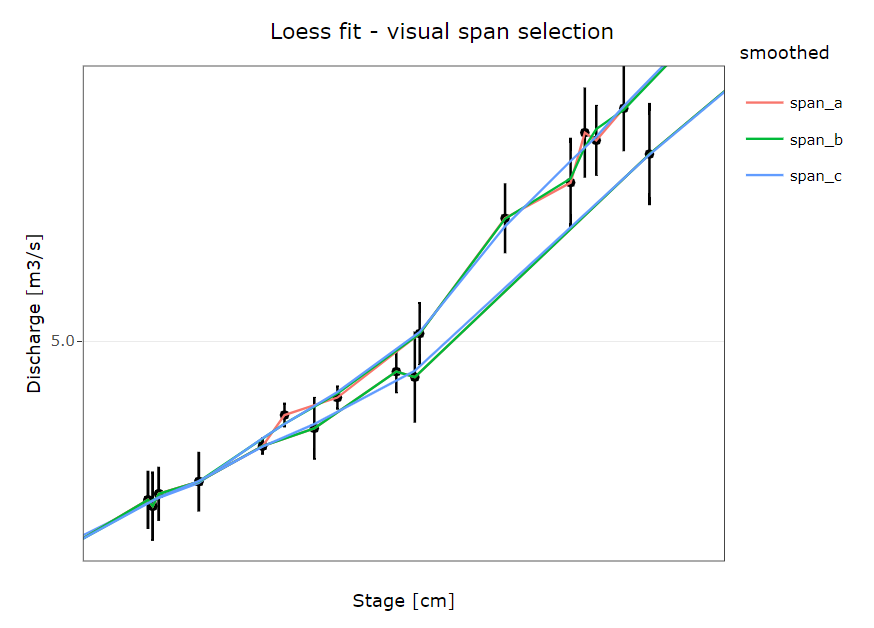 Loess fit - visual span selection
smoothed
span_a
span_b
span_c
Discharge [m3/s]
5.0
Stage [cm]